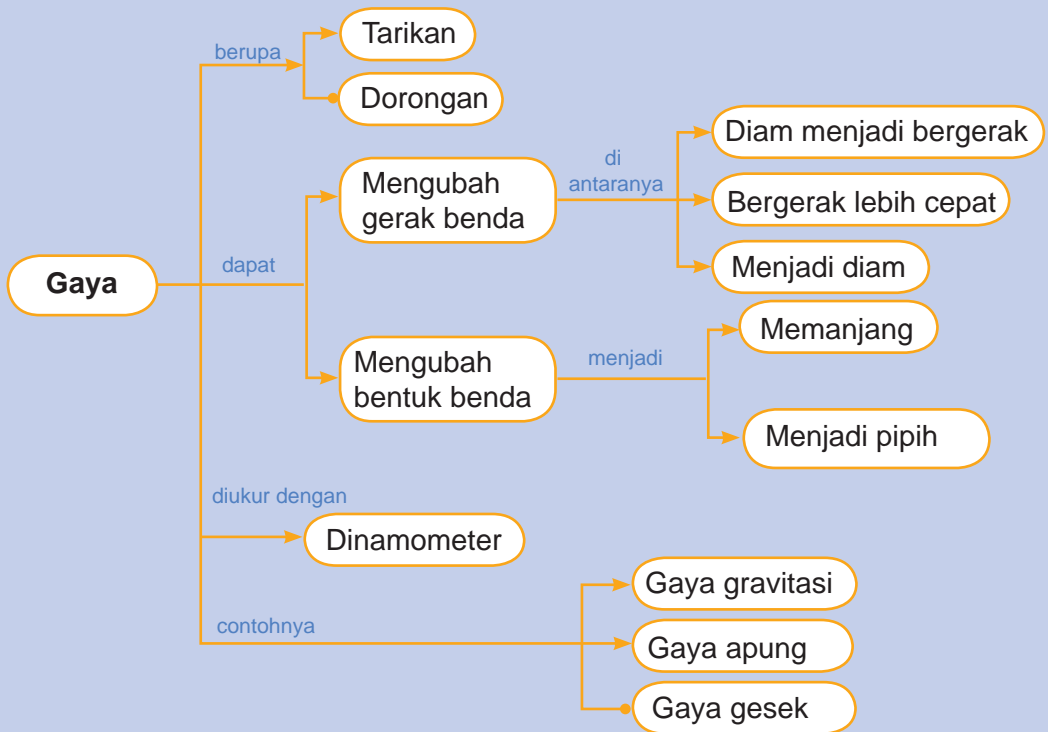 Gaya
berupa
Tarikan
Dorongan
dapat
Mengubah
gerak benda
di
antaranya
Diam menjadi bergerak
Bergerak lebih cepat
Menjadi diam
Mengubah
bentuk benda
menjadi
Memanjang
Menjadi pipih
diukur dengan
Dinamometer
contohnya
Gaya gravitasi
Gaya apung
Gaya gesek